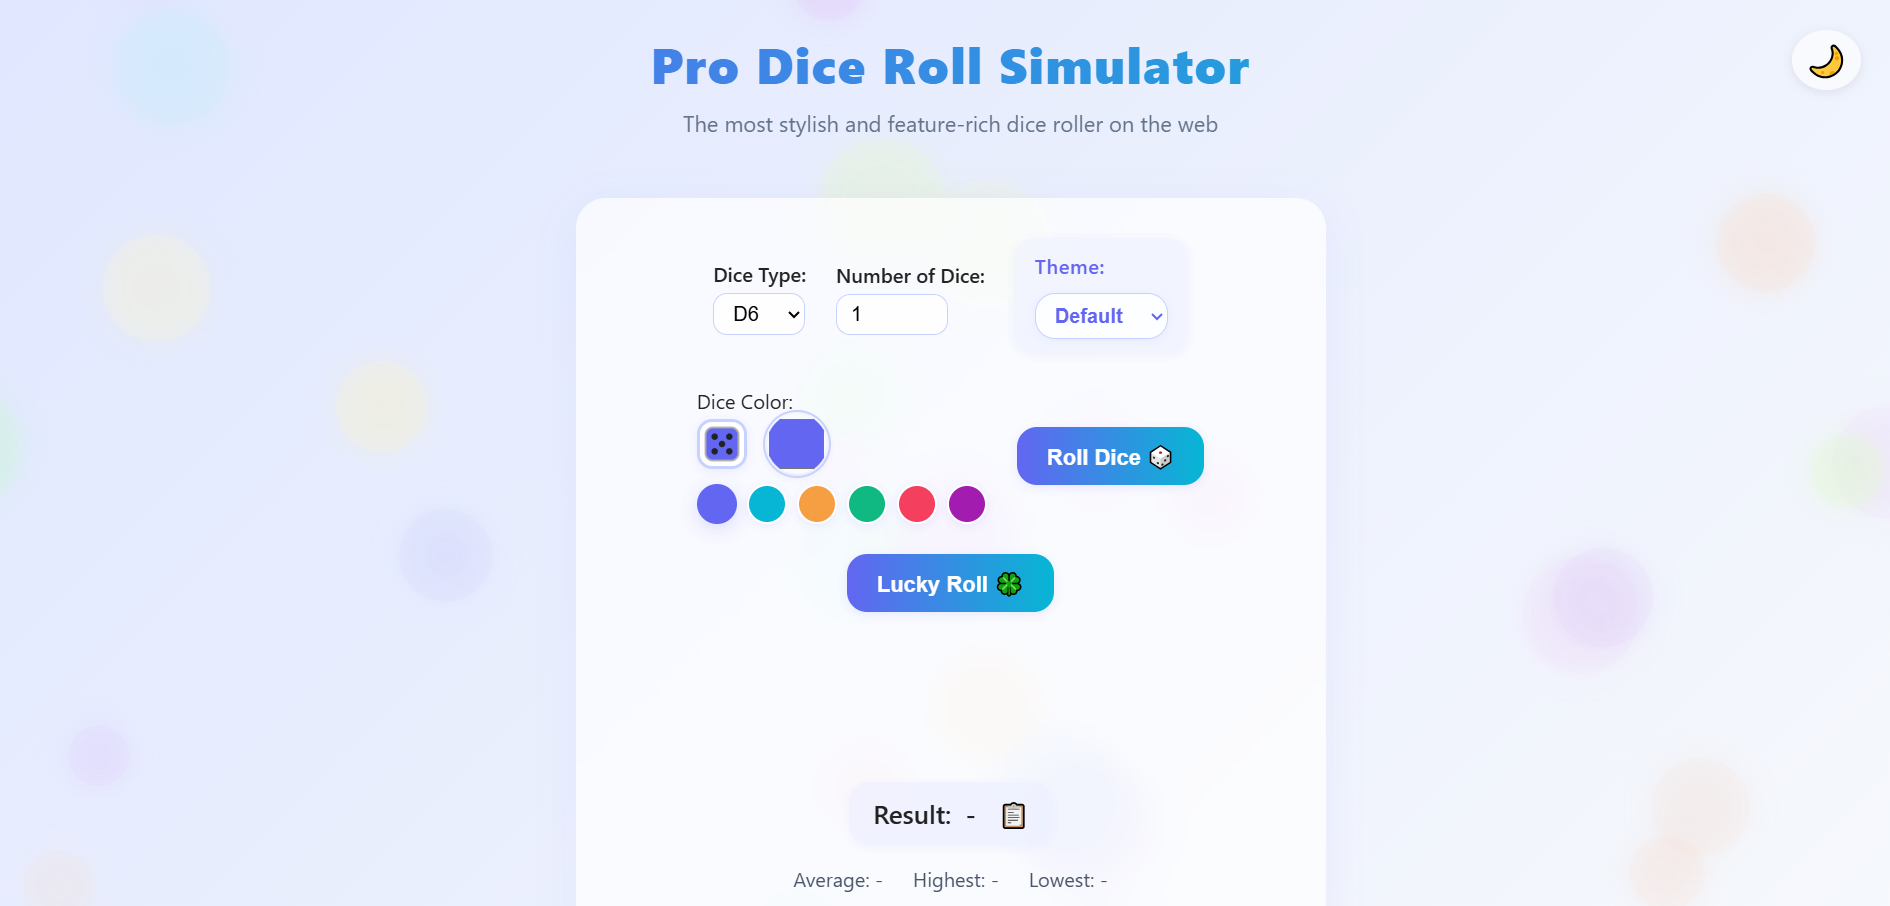 Pro Dice Roll Simulator
The most stylish and feature-rich dice roller on the web
Dice Type: Number of Dice: Theme:
D6 1 Default
Dice Color:
Roll Dice
Lucky Roll
Result: -
Average: - Highest: - Lowest: -